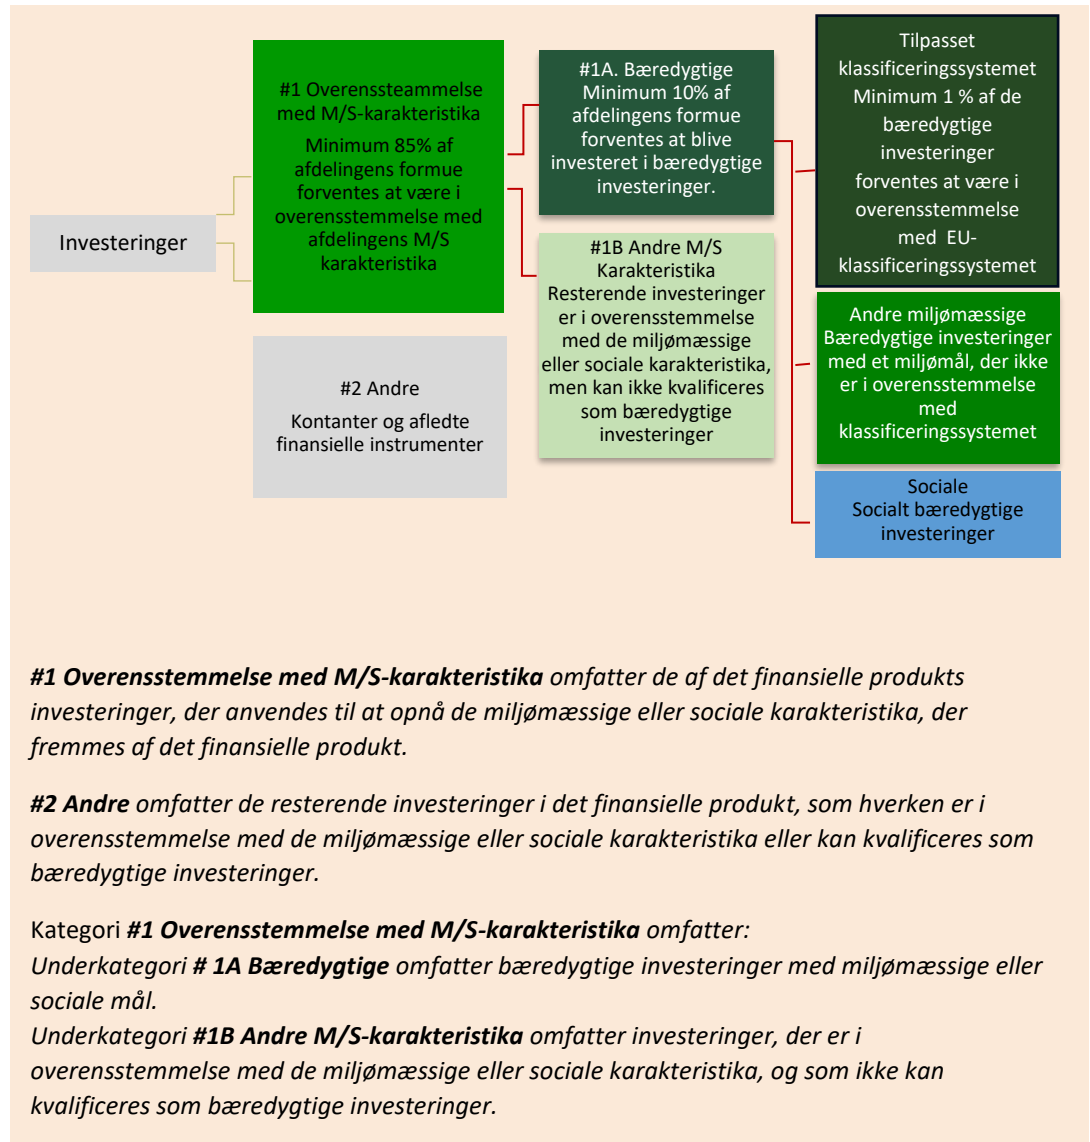 Investeringer
#1 Overenssteammelse
med M/S-karakteristika
Minimum 85% af
afdelingens formue
forventes at være i
overensstemmelse med
afdelingens M/S
karakteristika
#2 Andre
Kontanter og afledte
finansielle instrumenter
#1A. Bæredygtige
Minimum 10% af
afdelingens formue
forventes at blive
investeret i bæredygtige
investeringer.
#1B Andre M/S
Karakteristika
Resterende investeringer
er i overensstemmelse
med de miljømæssige
eller sociale karakteristika,
men kan ikke kvalificeres
som bæredygtige
investeringer
Tilpasset
klassificeringssystemet
Minimum 1 % af de
bæredygtige
investeringer
forventes at være i
overensstemmelse
med EU-
klassificeringssystemet
Andre miljømæssige
Bæredygtige investeringer
med et miljømål, der ikke
er i overensstemmelse
med
klassificeringssystemet
Sociale
Socialt bæredygtige
investeringer
#1 Overensstemmelse med M/S-karakteristika omfatter de af det finansielle produkts
investeringer, der anvendes til at opnå de miljømæssige eller sociale karakteristika, der
fremmes af det finansielle produkt.
#2 Andre omfatter de resterende investeringer i det finansielle produkt, som hverken er i
overensstemmelse med de miljømæssige eller sociale karakteristika eller kan kvalificeres som
bæredygtige investeringer.
Kategori #1 Overensstemmelse med M/S-karakteristika omfatter:
Underkategori # 1A Bæredygtige omfatter bæredygtige investeringer med miljømæssige eller
sociale mål.
Underkategori #1B Andre M/S-karakteristika omfatter investeringer, der er i
overensstemmelse med de miljømæssige eller sociale karakteristika, og som ikke kan
kvalificeres som bæredygtige investeringer.